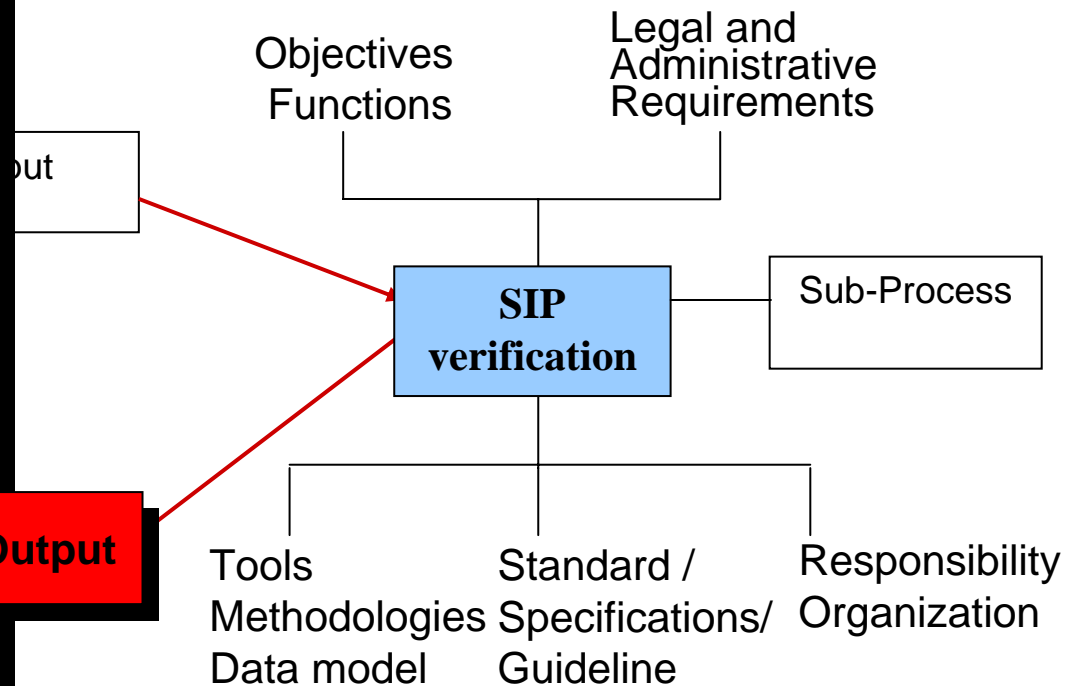 Objectives
Functions
Legal and
Administrative
Requirements
put
SIP
verification
Sub-Process
Output
Tools
Methodologies
Data model
Standard /
Specifications/
Guideline
Responsibility
Organization